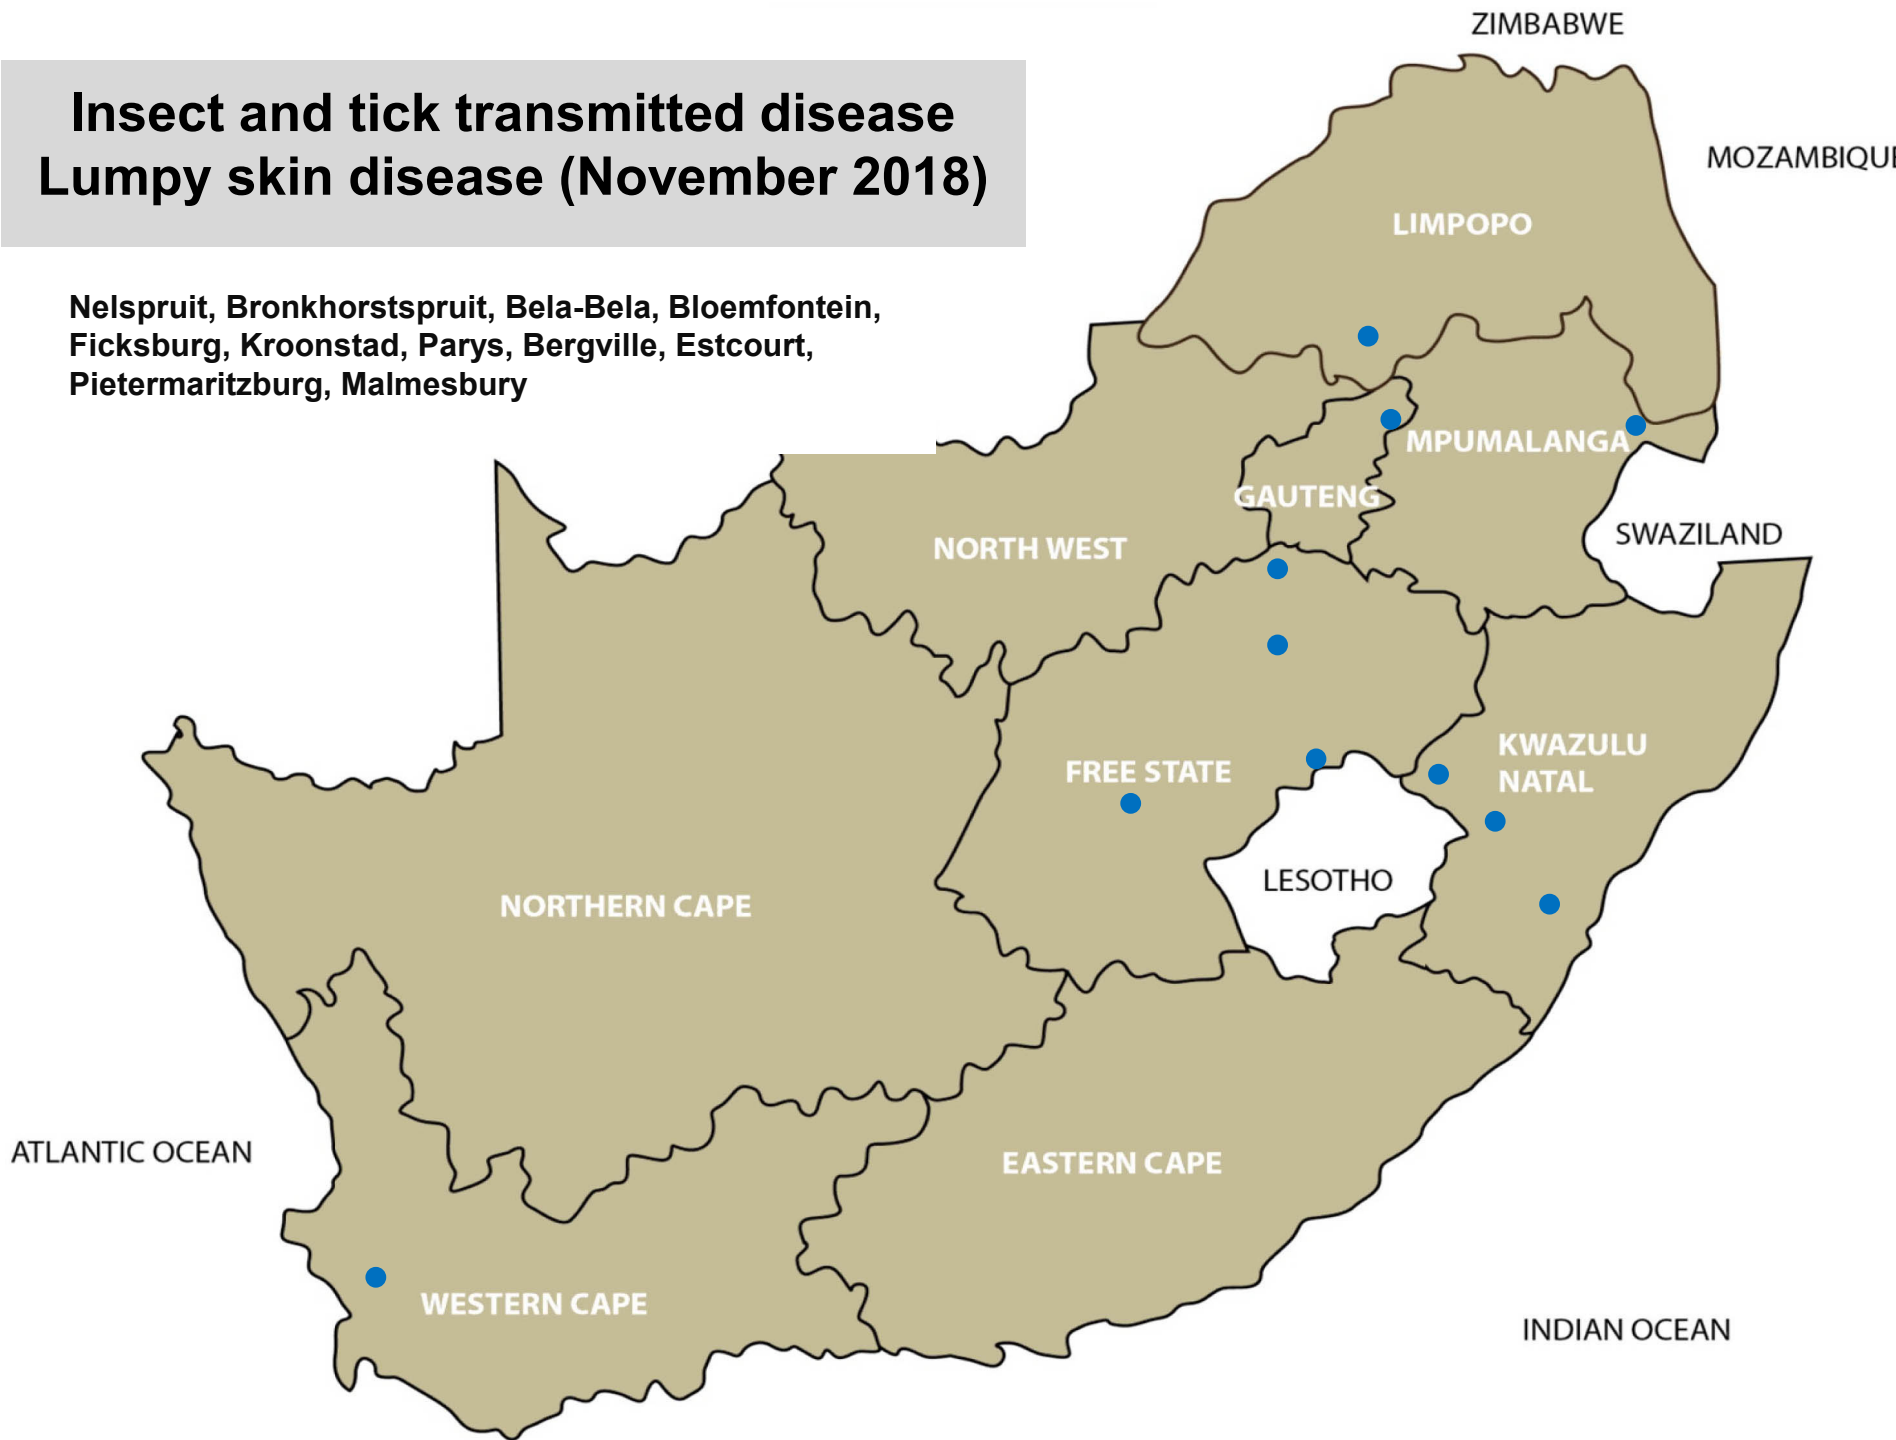 ZIMBABWE
Insect and tick transmitted disease
Lumpy skin disease (November 2018)
MOZAMBIQUE
LIMPOPO
Nelspruit, Bronkhorstspruit, Bela-Bela, Bloemfontein,
Ficksburg, Kroonstad, Parys, Bergville, Estcourt,
Pietermaritzburg, Malmesbury
MPUMALANGA
GAUTENG
SWAZILAND
NORTH WEST
KWAZULU
NATAL
FREE STATE
LESOTHO
NORTHERN CAPE
ATLANTIC OCEAN
EASTERN CAPE
WESTERN CAPE
INDIAN OCEAN